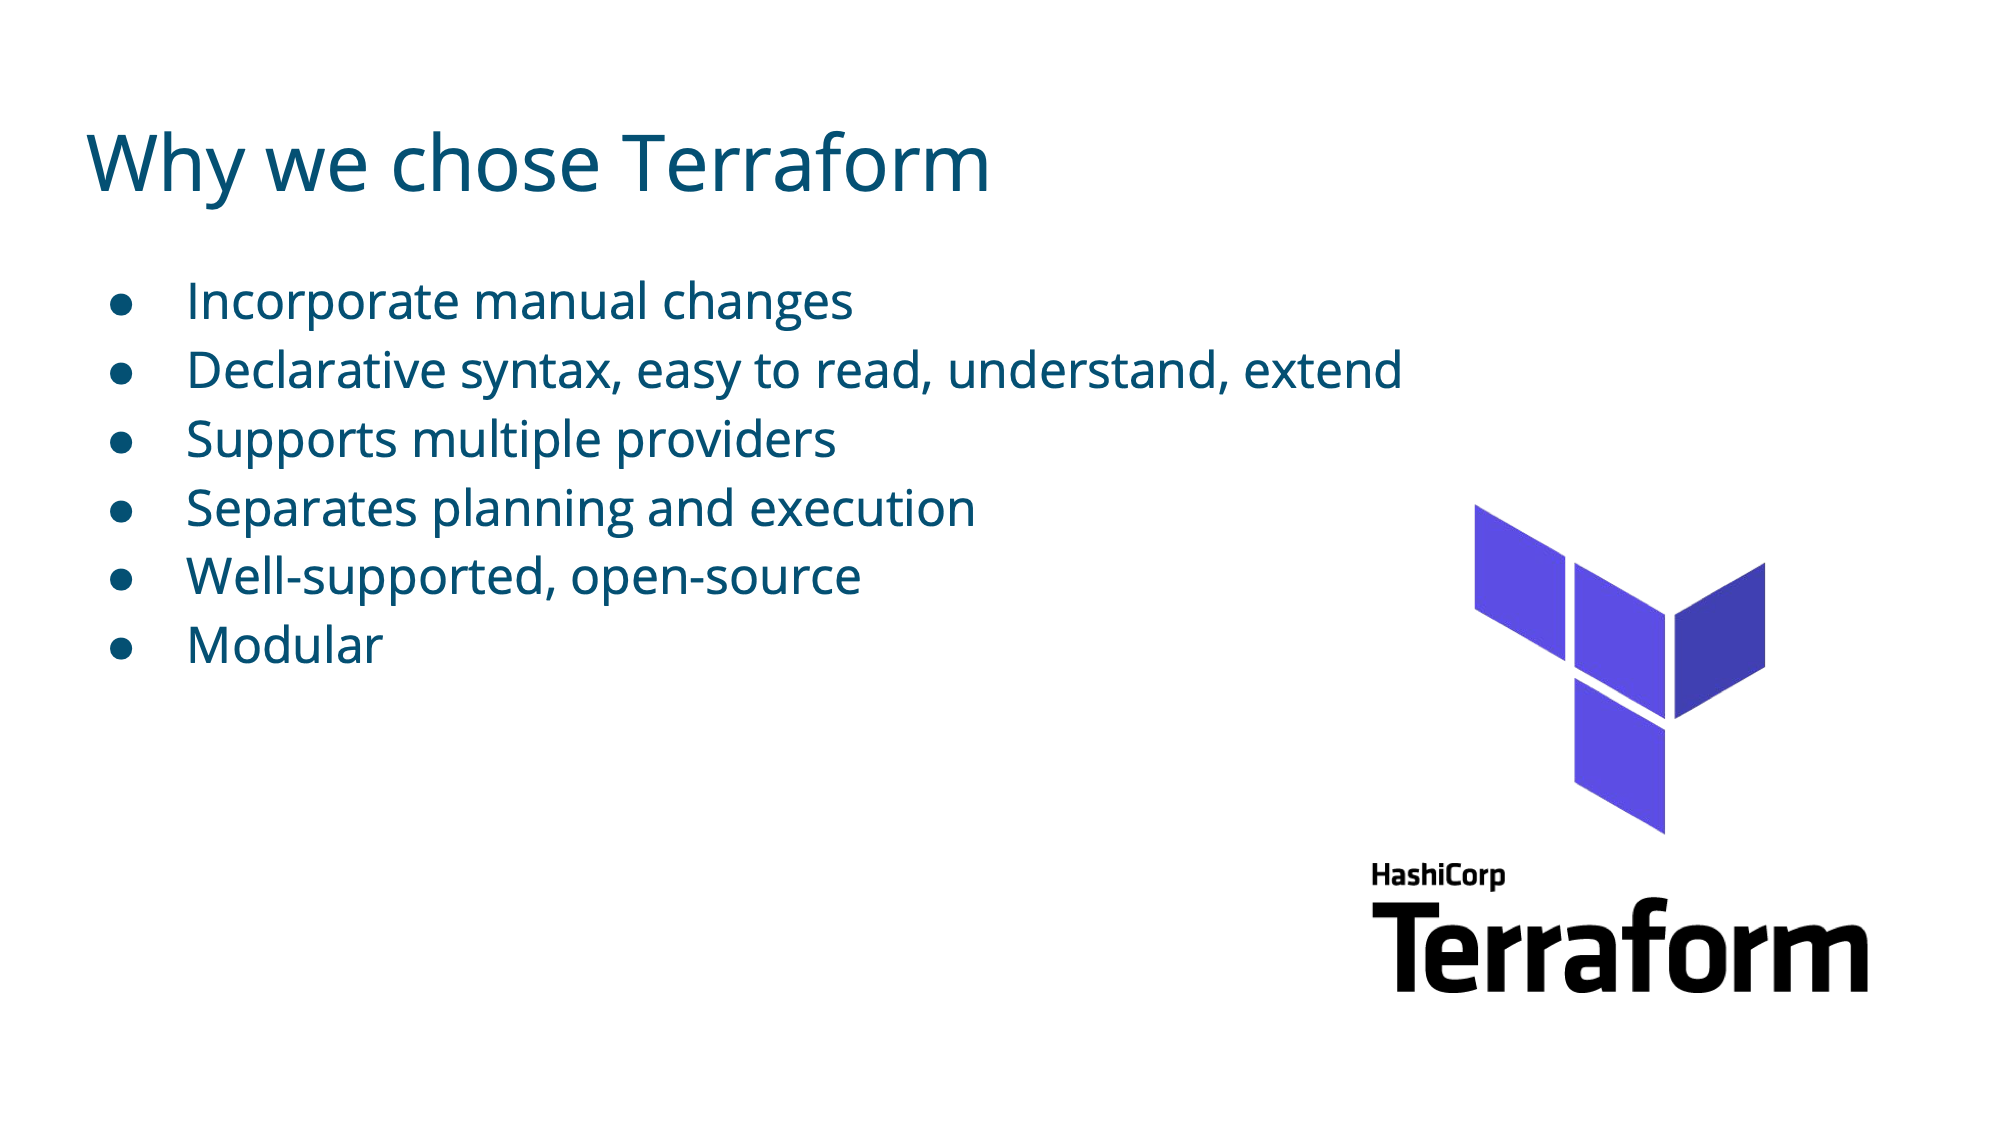 Why we chose Terraform
● Incorporate manual changes
● Declarative syntax, easy to read, understand, extend
● Supports multiple providers
● Separates planning and execution
● Well-supported, open-source
● Modular
HashiCorp
Terraform